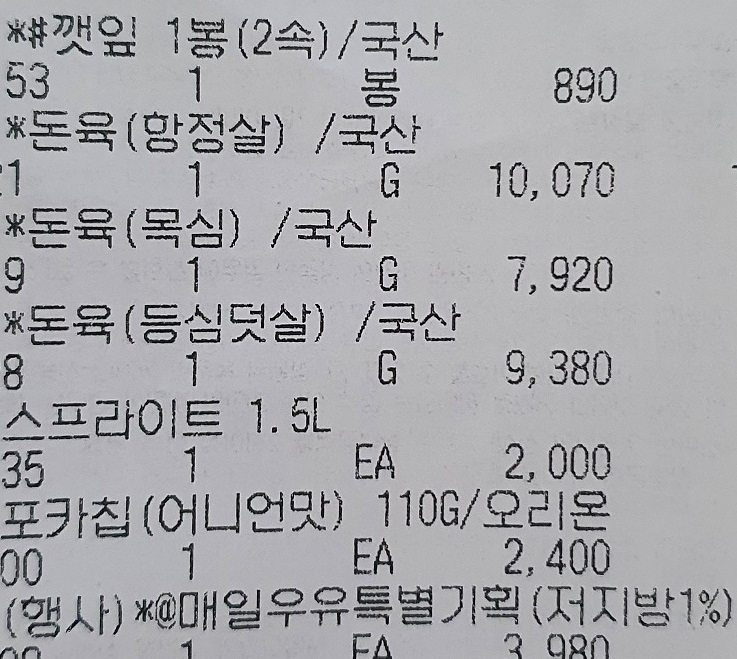 *#깻잎 1봉(2속)/국산
53 1 봉 890
*돈육(항정살) /국산
1 1 G 10,070
*돈육(목심) /국산
9 1 G 7,920
*돈육(등심덧살) /국산
8 1 G 9,380
스프라이트 1.5L
35 1 EA 2,000
포카칩(어니언맛) 110G/오리온
00 1 EA 2,400
(행사)*@매일우유특별기획(저지방1%)
00 1 EA 3,980